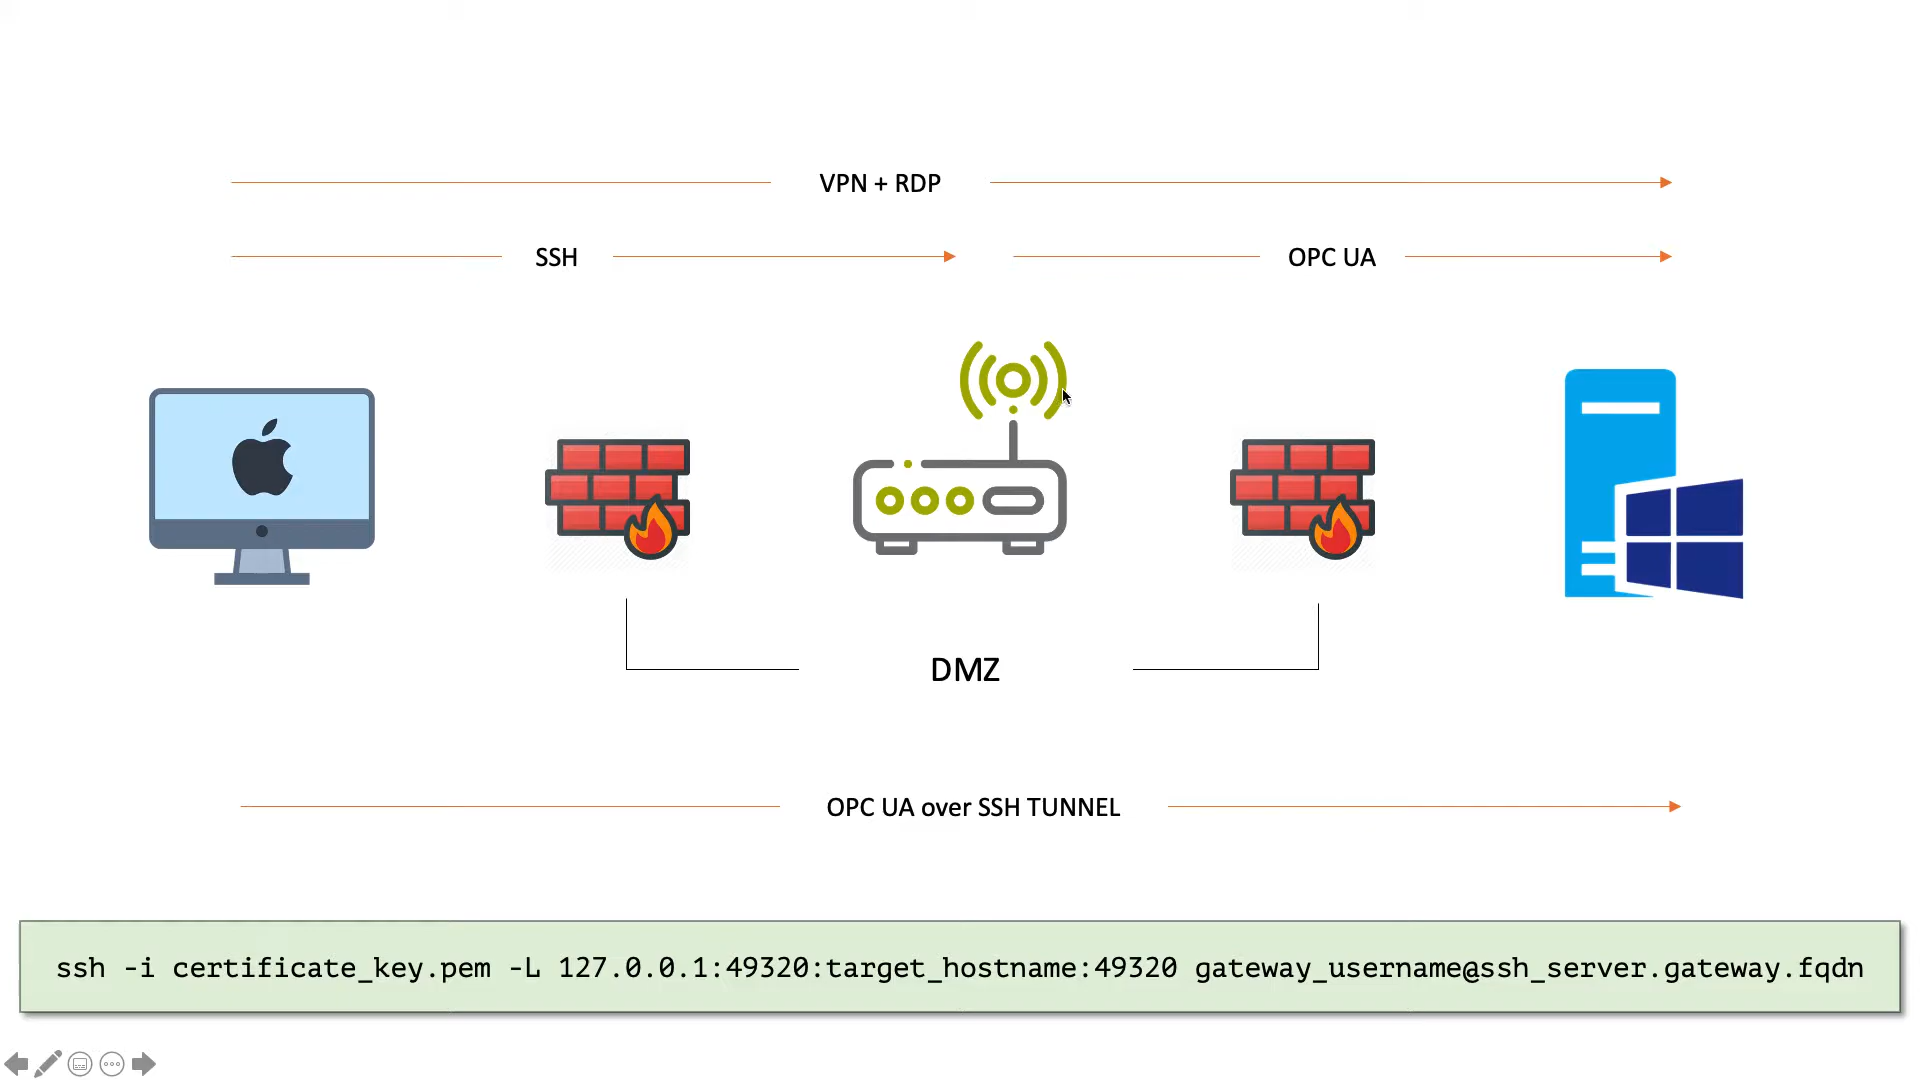 VPN + RDP
SSH
OPC UA
DMZ
OPC UA over SSH TUNNEL
ssh -i certificate_key.pem -L 127.0.0.1:49320:target_hostname:49320 gateway_username@ssh_server.gateway.fqdn